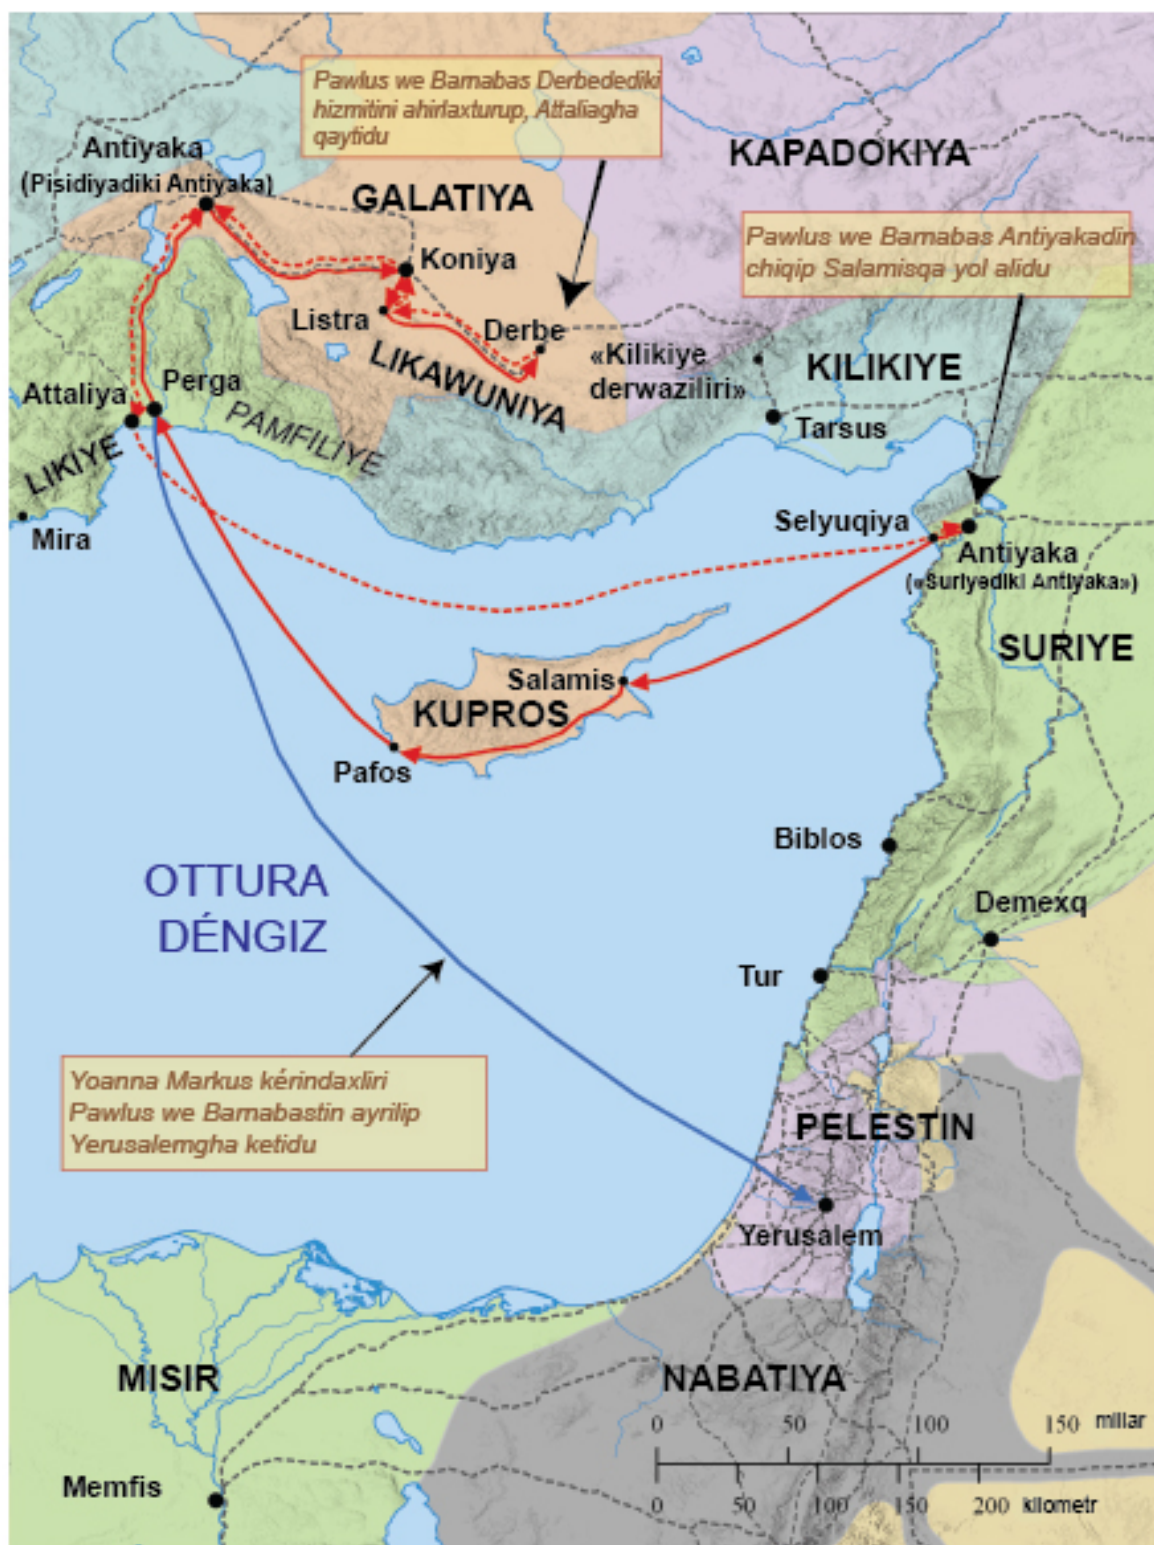 Pawlus we Barnabas Derbedediki
hizmitini ahirlaxturup, Attaliagha
qaytidu
KAPADOKIYA
Antiyaka
(Pisidiyadiki Antiyaka)
GALATIYA
Pawlus we Barnabas Antiyakadin
chiqip Salamisqa yol alidu
Koniya
Listra
Derbe
«Kilikiye
derwaziliri»
KILIKIYE
LIKAWUNIYA
Attaliya
Perga
PAMFILIYE
Tarsus
LIKIYE
Mira
Selyuqiya
Antiyaka
(«Suriyediki Antiyaka»)
SURIYE
Salamis
KUPROS
Pafos
Biblos
OTTURA
DÉNGIZ
Demexq
Tur
Yoanna Markus kérindaxliri
Pawlus we Barnabastin ayrilip
Yerusalemgha ketidu
PELESTIN
Yerusalem
MISIR
NABATIYA
0 50 100 150 millar
Memfis
0 50 100 150 200 kilometr